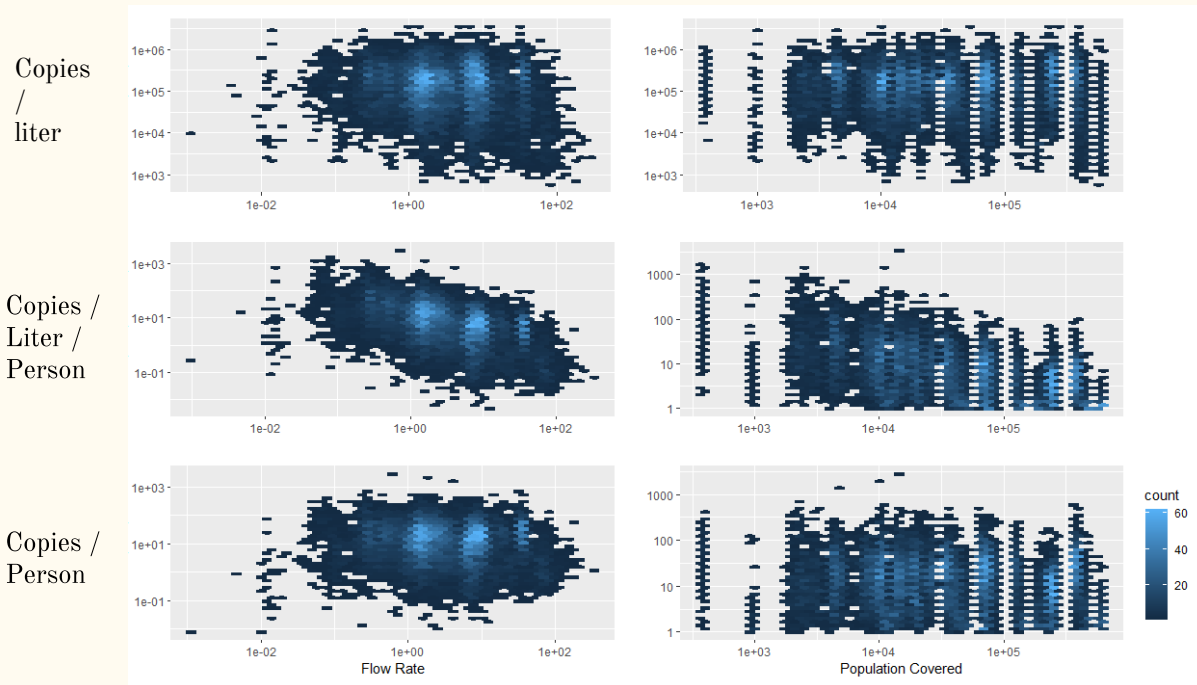 Copies
/
liter
1e+06
1e+05
1e+04
1e+03
1e-02 1e+00 1e+02
1e+06
1e+05
1e+04
1e+03
1e+03 1e+04 1e+05
Copies /
Liter /
Person
1e+03
1e+01
1e-01
1e-02 1e+00 1e+02
1000
100
10
1
1e+03 1e+04 1e+05
Copies /
Person
1e+03
1e+01
1e-01
1e-02 1e+00 1e+02
Flow Rate
1000
100
10
1
1e+03 1e+04 1e+05
Population Covered
count
60
40
20